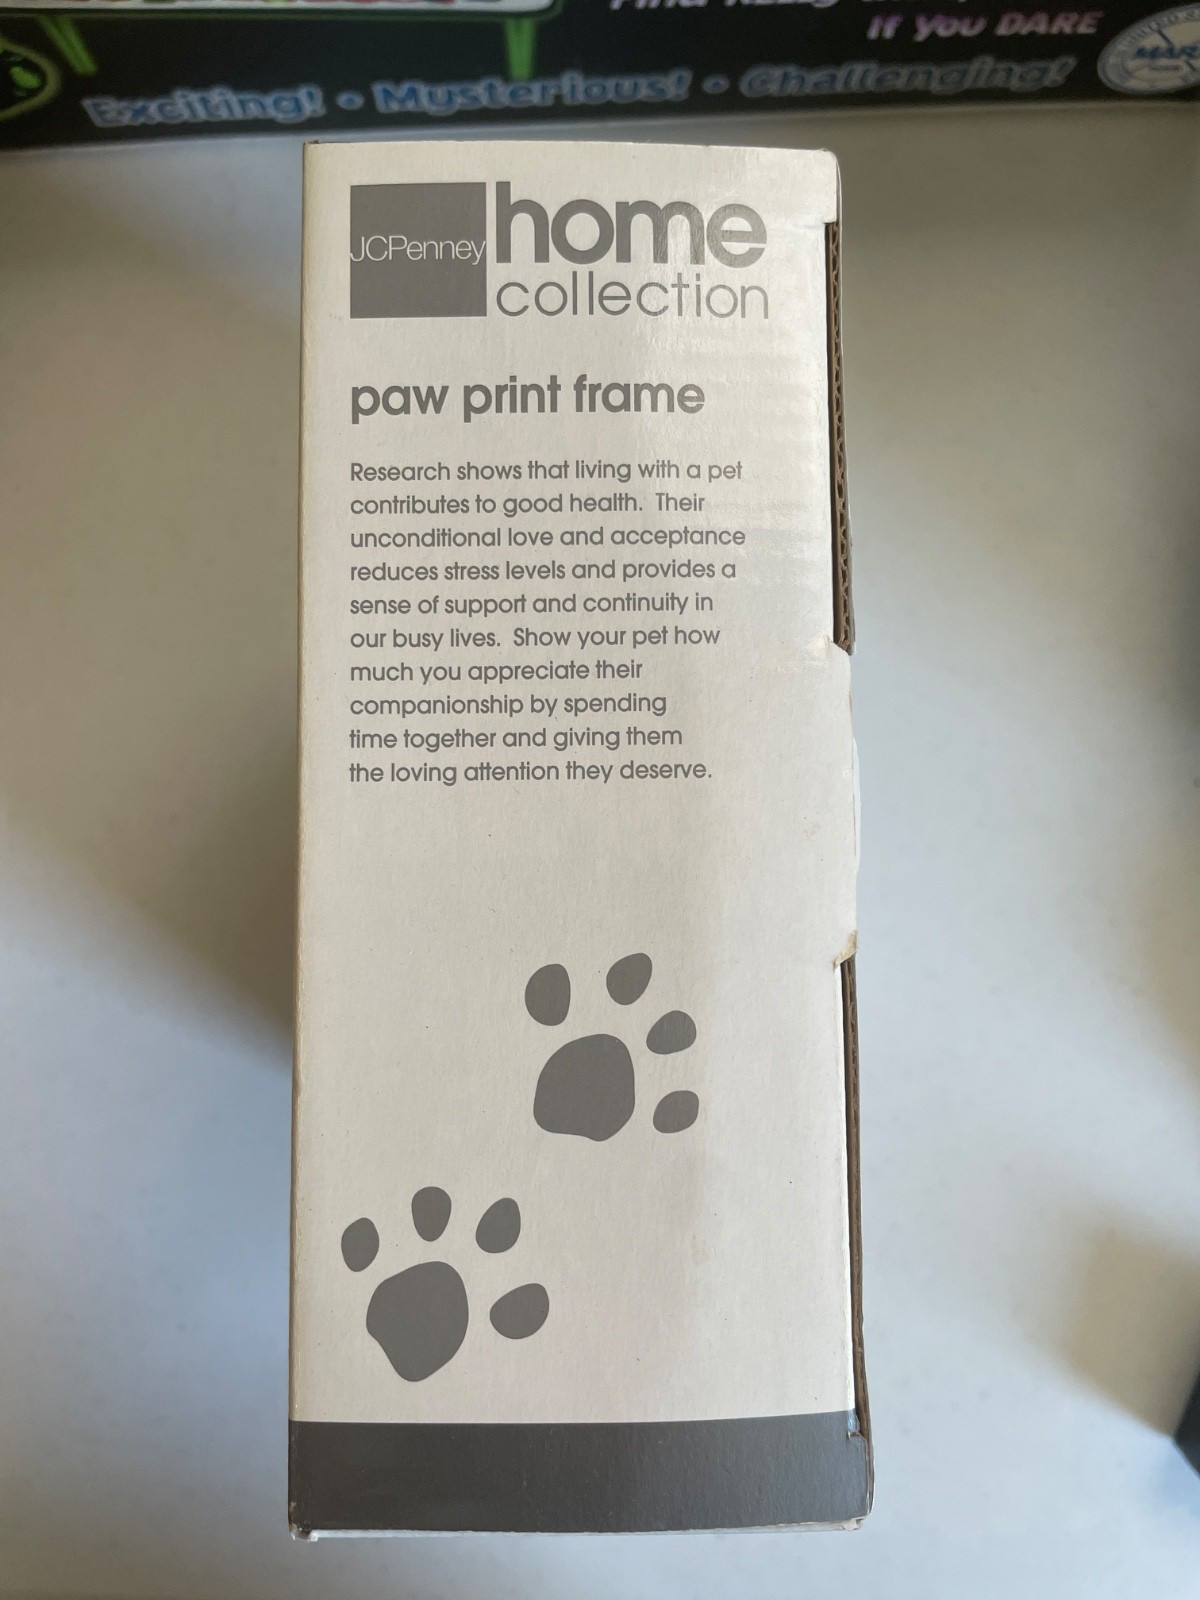 If You DARE
Exciting! • Mysterious! • Challenging!
JCPenney
home
collection
paw print frame
Research shows that living with a pet
contributes to good health.  Their
unconditional love and acceptance
reduces stress levels and provides a
sense of support and continuity in
our busy lives.  Show your pet how
much you appreciate their
companionship by spending
time together and giving them
the loving attention they deserve.